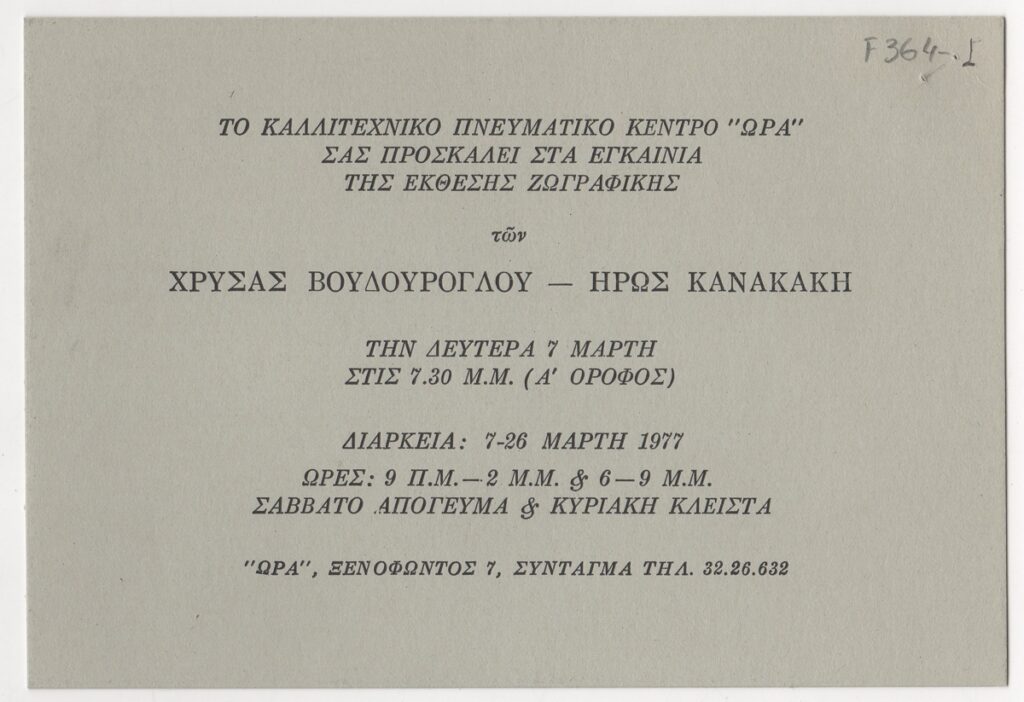 F 364-.I
ΤΟ ΚΑΛΛΙΤΕΧΝΙΚΟ ΠΝΕΥΜΑΤΙΚΟ ΚΕΝΤΡΟ "ΩΡΑ"
ΣΑΣ ΠΡΟΣΚΑΛΕΙ ΣΤΑ ΕΓΚΑΙΝΙΑ
ΤΗΣ ΕΚΘΕΣΗΣ ΖΩΓΡΑΦΙΚΗΣ
τῶν
ΧΡΥΣΑΣ ΒΟΥΔΟΥΡΟΓΛΟΥ — ΗΡΩΣ ΚΑΝΑΚΑΚΗ
ΤΗΝ ΔΕΥΤΕΡΑ 7 ΜΑΡΤΗ
ΣΤΙΣ 7.30 Μ.Μ. (Α' ΟΡΟΦΟΣ)
ΔΙΑΡΚΕΙΑ: 7-26 ΜΑΡΤΗ 1977
ΩΡΕΣ: 9 Π.Μ.—2 Μ.Μ. & 6—9 Μ.Μ.
ΣΑΒΒΑΤΟ ΑΠΟΓΕΥΜΑ & ΚΥΡΙΑΚΗ ΚΛΕΙΣΤΑ
"ΩΡΑ", ΞΕΝΟΦΩΝΤΟΣ 7, ΣΥΝΤΑΓΜΑ ΤΗΛ. 32.26.632